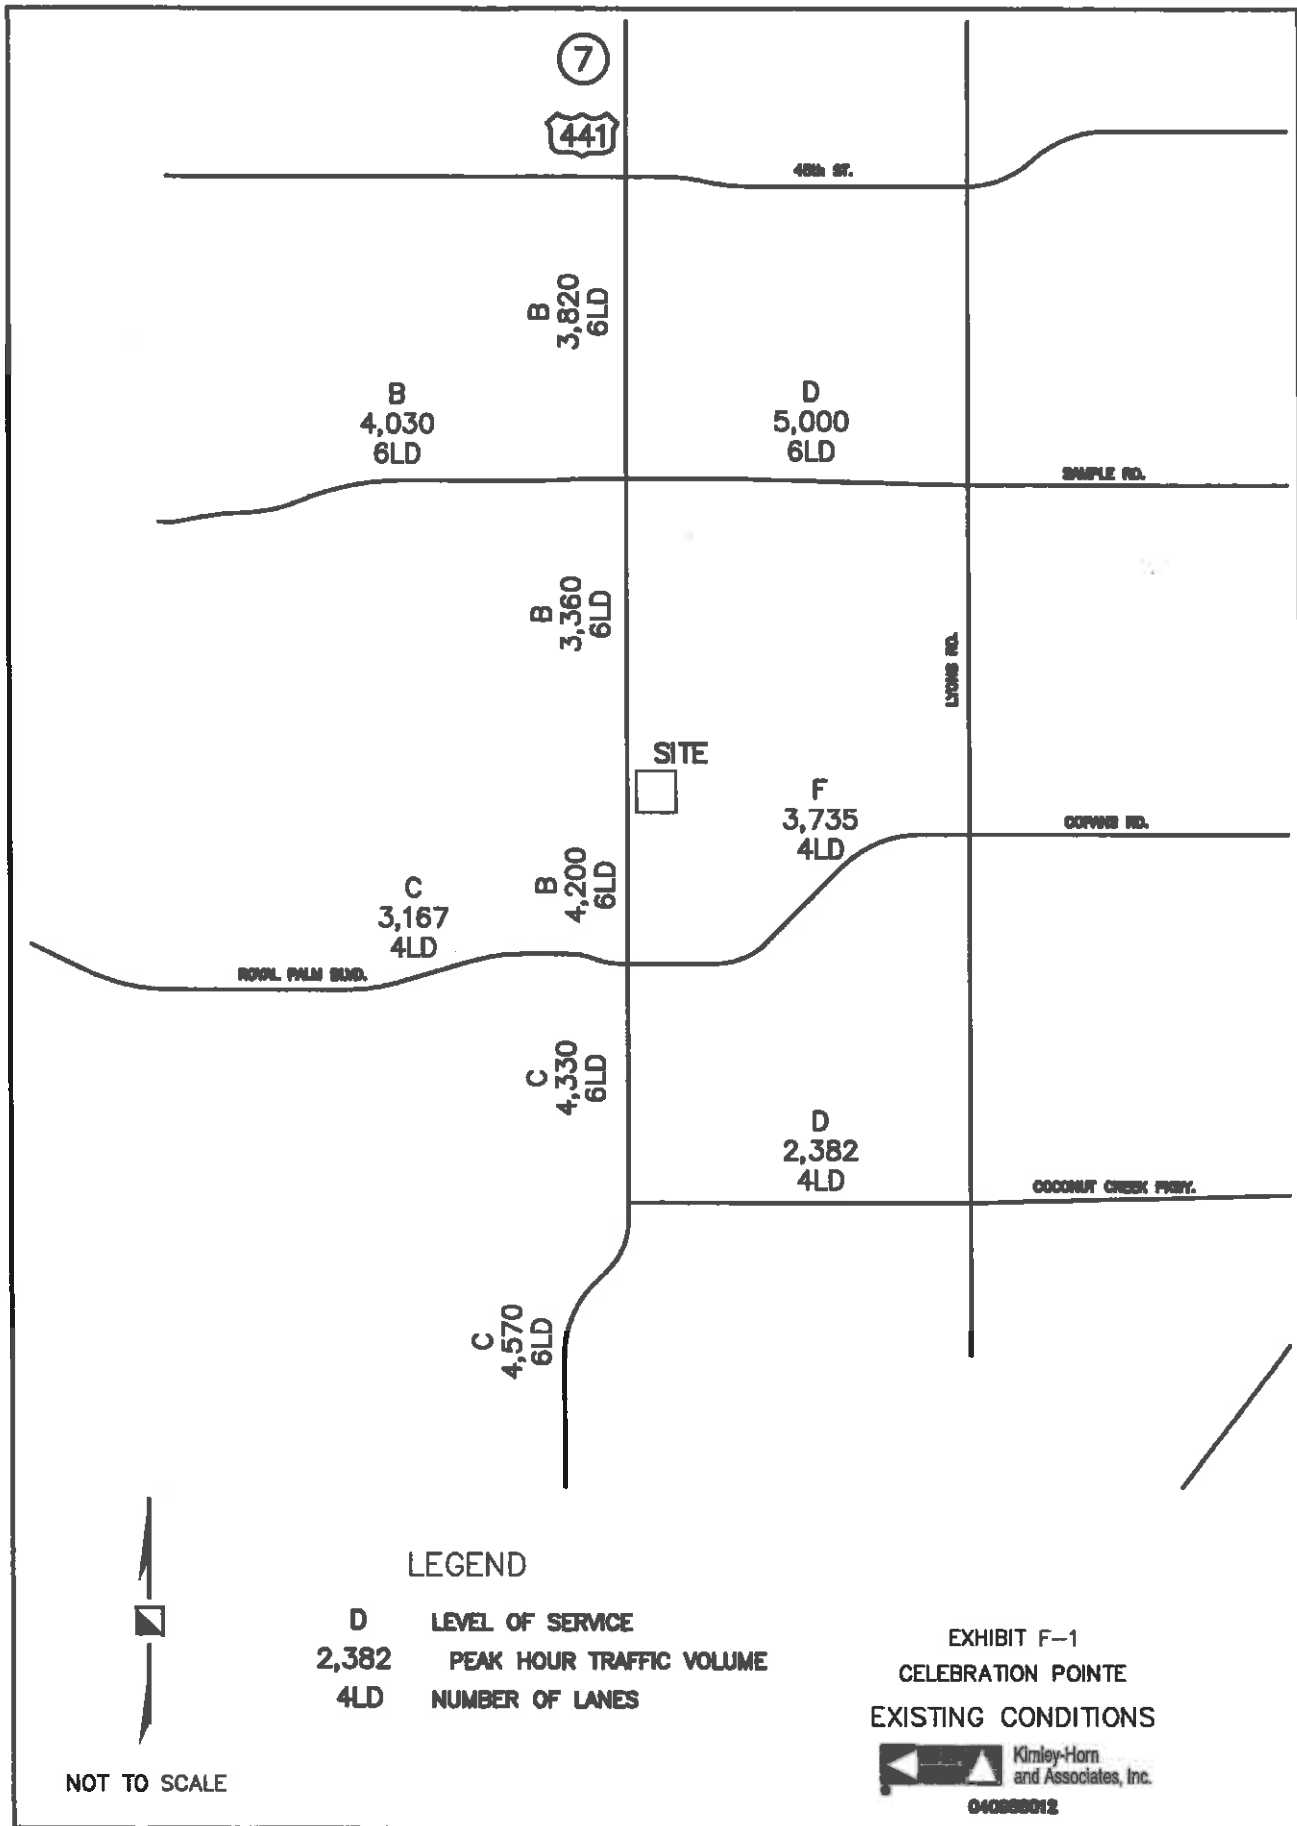 7
441
45th ST.
B
3,820
6LD
B
4,030
6LD
D
5,000
6LD
SAMPLE RD.
B
3,360
6LD
LYONS RD.
SITE
F
3,735
4LD
COPANS RD.
B
4,200
6LD
C
3,167
4LD
ROYAL PALM BLVD.
C
4,330
6LD
D
2,382
4LD
COCONUT CREEK PKWY.
C
4,570
6LD
LEGEND
D LEVEL OF SERVICE
2,382 PEAK HOUR TRAFFIC VOLUME
4LD NUMBER OF LANES
NOT TO SCALE
EXHIBIT F-1
CELEBRATION POINTE
EXISTING CONDITIONS
Kimley-Horn
and Associates, Inc.